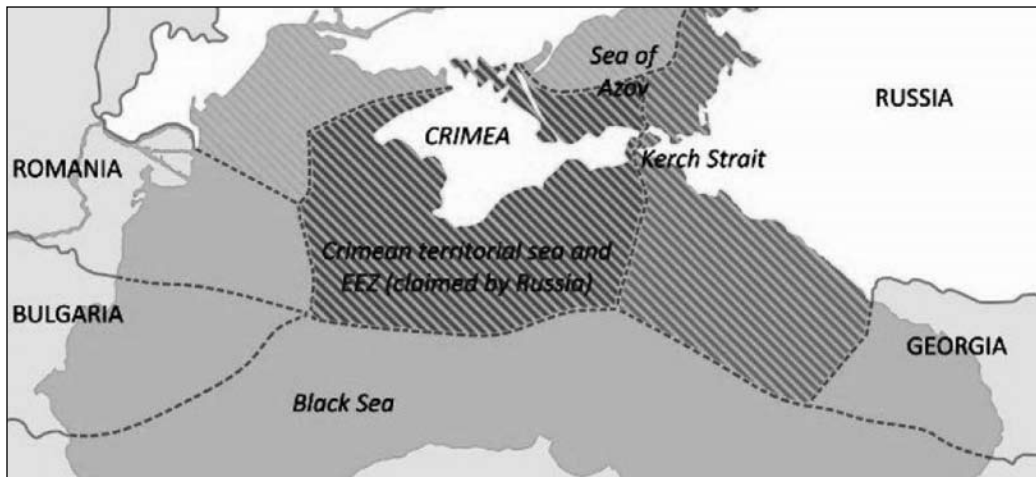 Sea of
Azov
RUSSIA
CRIMEA
Kerch Strait
ROMANIA
Crimean territorial sea and
EEZ (claimed by Russia)
BULGARIA
GEORGIA
Black Sea